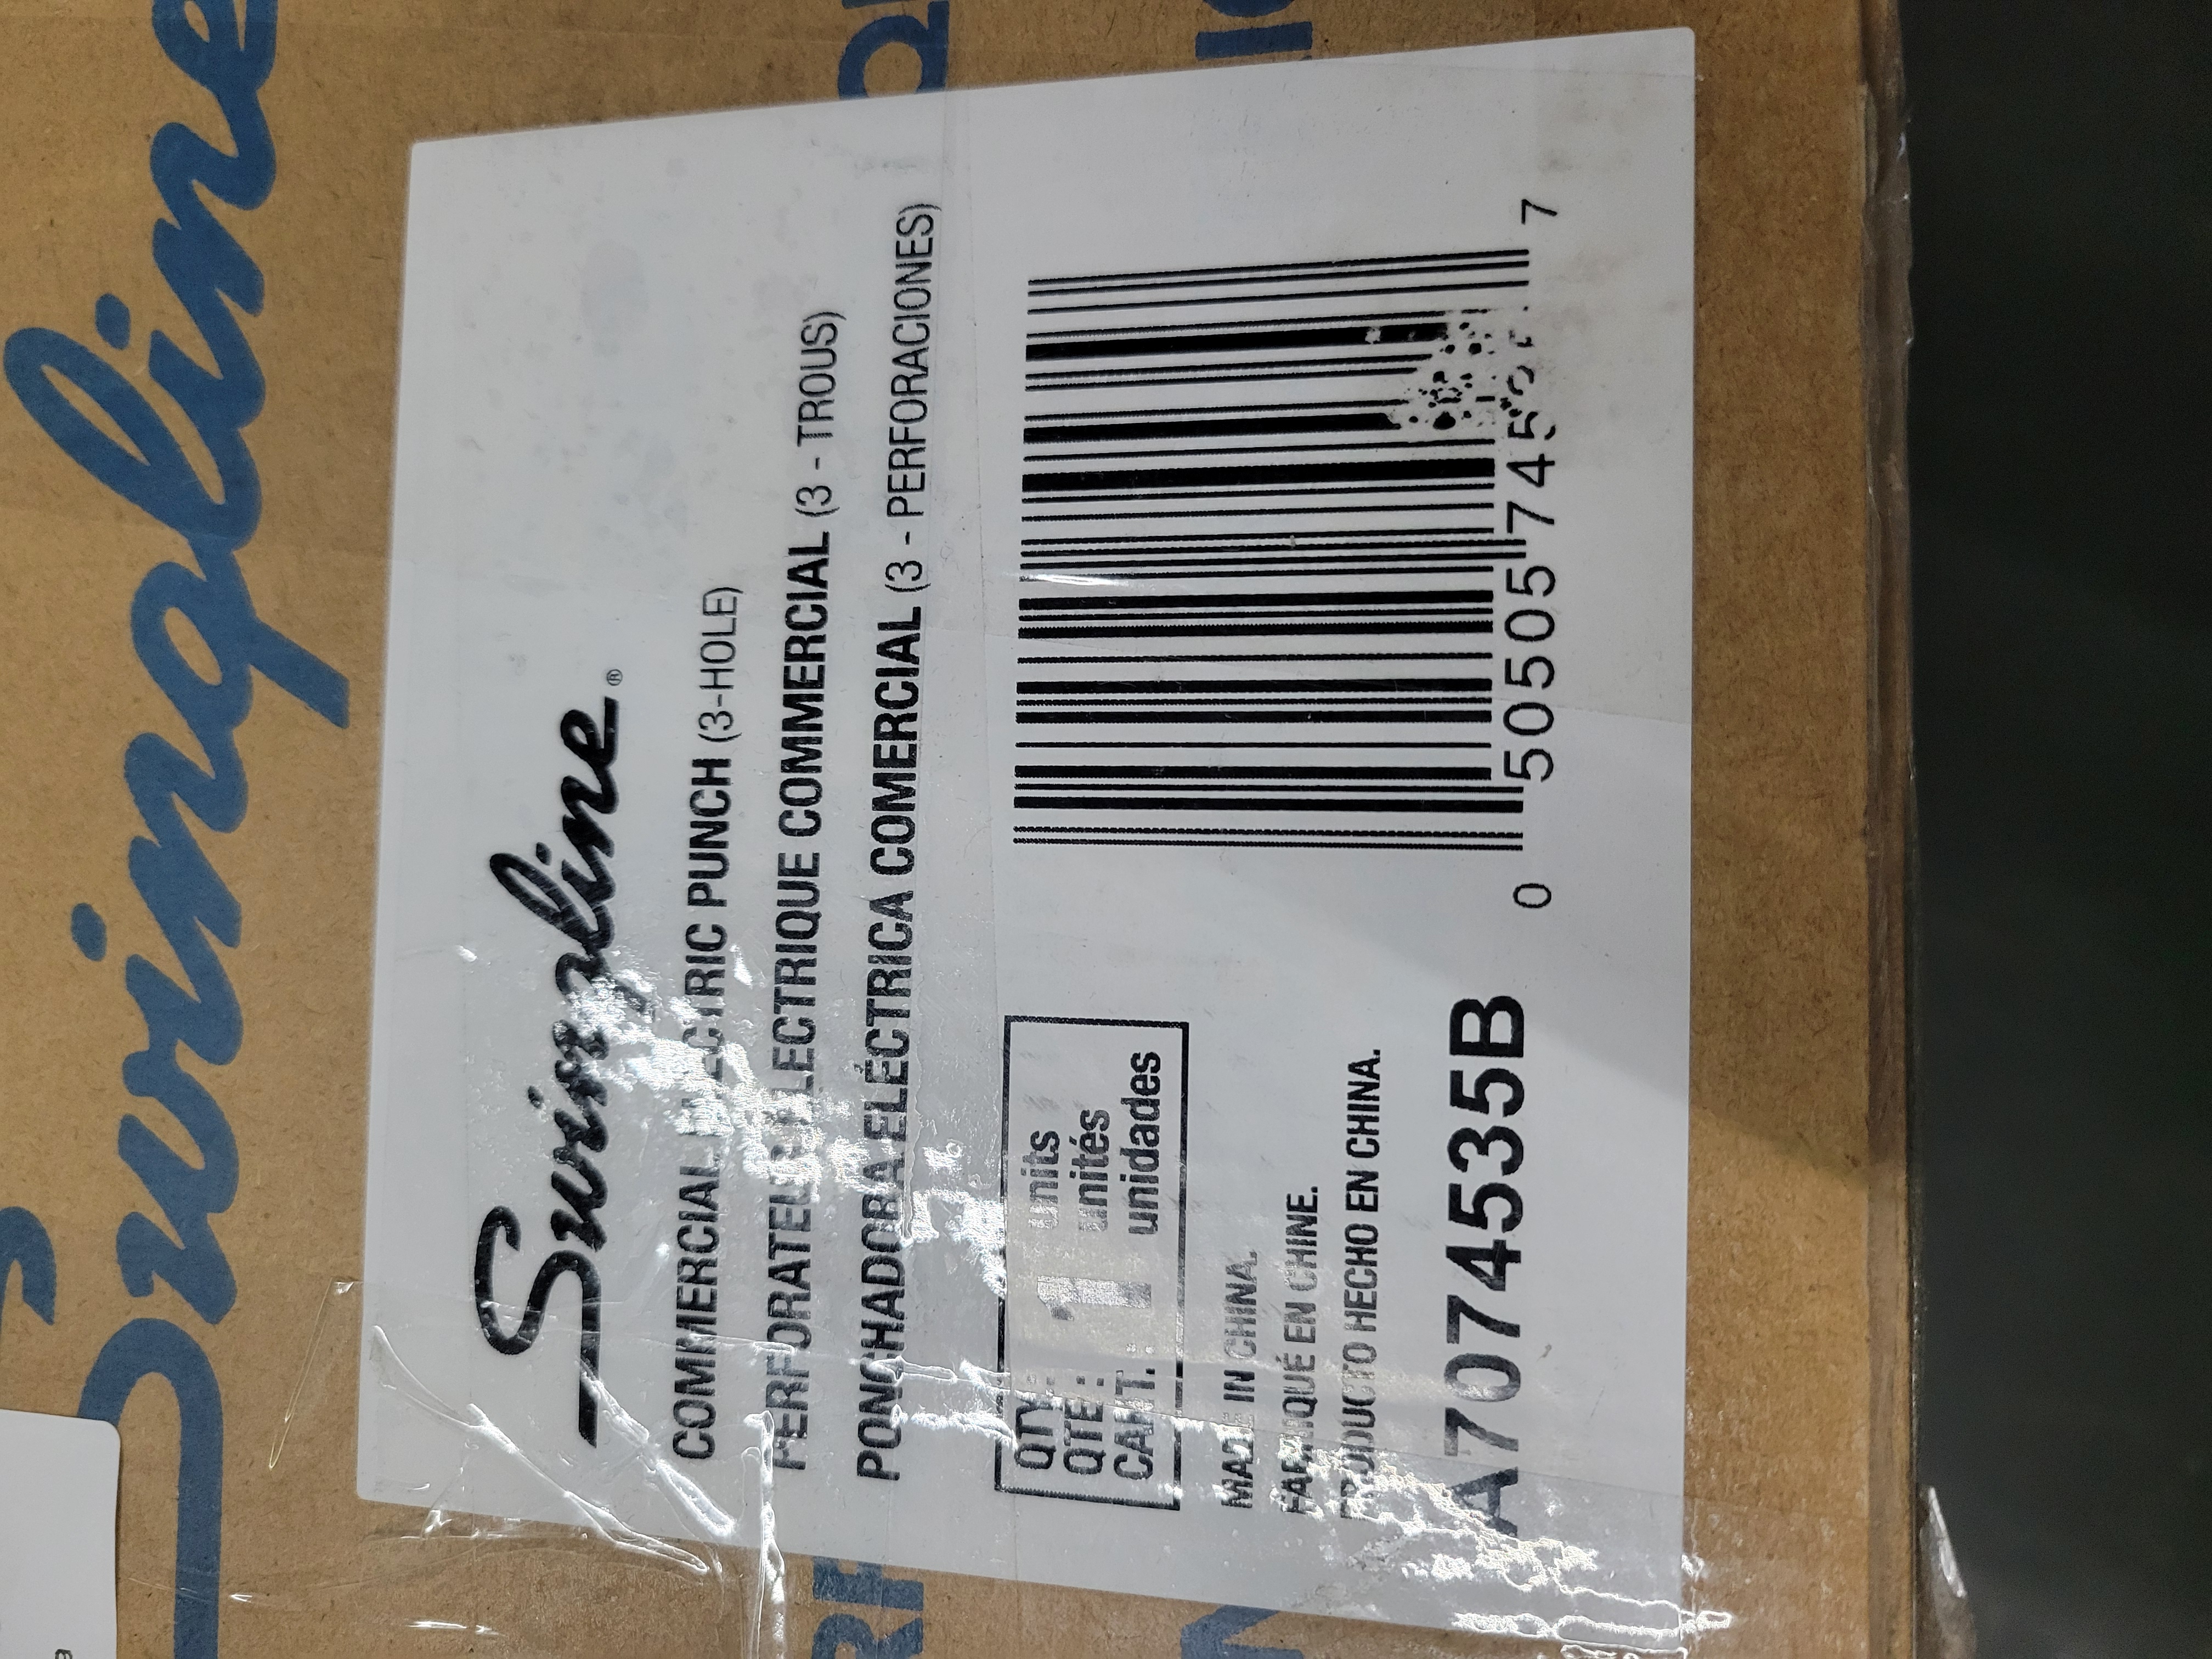 Swingline
Swingline®
COMMERCIAL ELECTRIC PUNCH (3-HOLE)
PERFORATEUR ELECTRIQUE COMMERCIAL (3 - TROUS)
PONCHADORA ELÉCTRICA COMERCIAL (3 - PERFORACIONES)
QTY: 1 units
QTE: unités
CANT. unidades
MADE IN CHINA.
FABRIQUÉ EN CHINE.
PRODUCTO HECHO EN CHINA.
A7074535B
0 50505 745 7